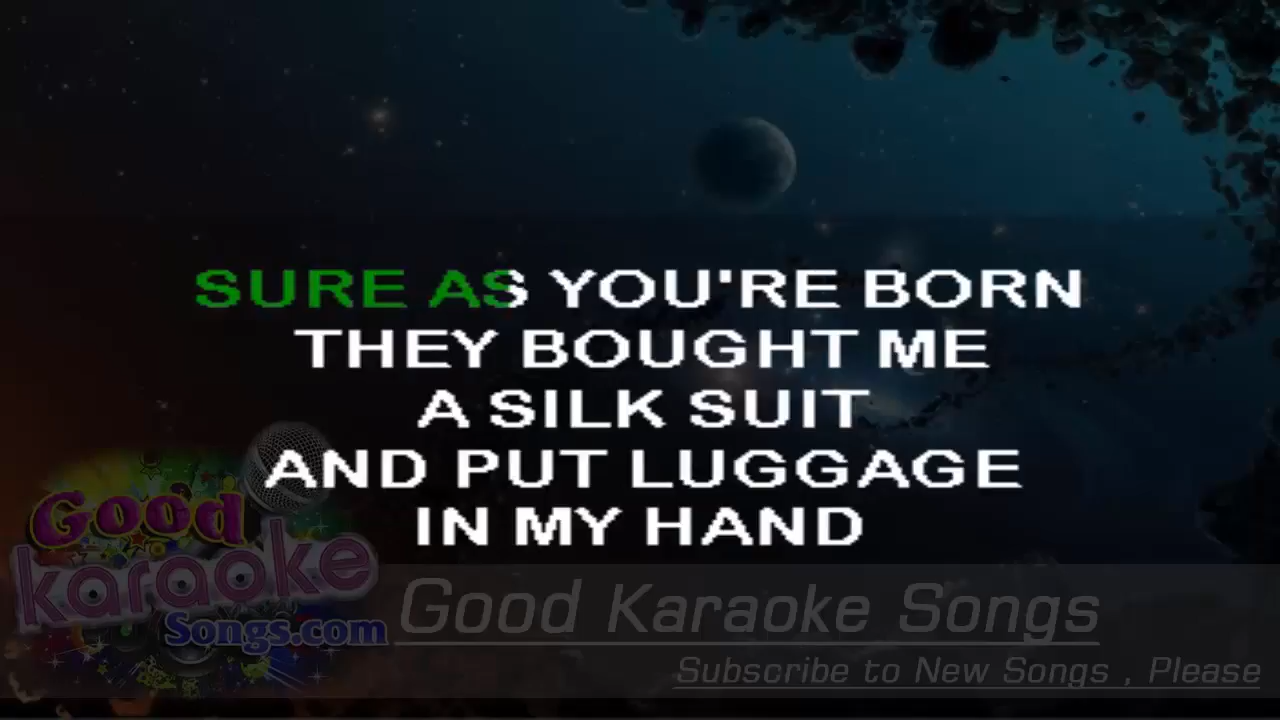 SURE AS YOU'RE BORN
THEY BOUGHT ME
A SILK SUIT
AND PUT LUGGAGE
IN MY HAND
Good
karaoke
Songs.com
Good Karaoke Songs
Subscribe to New Songs , Please